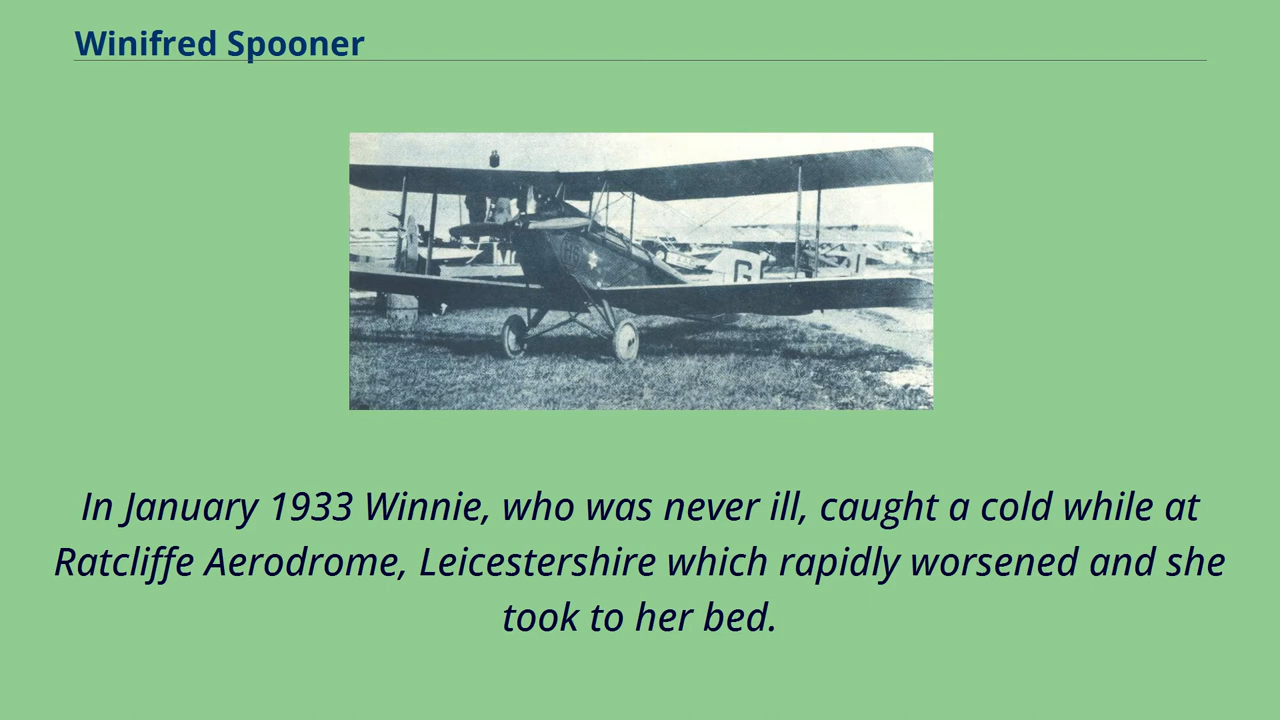 Winifred Spooner
G
In January 1933 Winnie, who was never ill, caught a cold while at
Ratcliffe Aerodrome, Leicestershire which rapidly worsened and she
took to her bed.